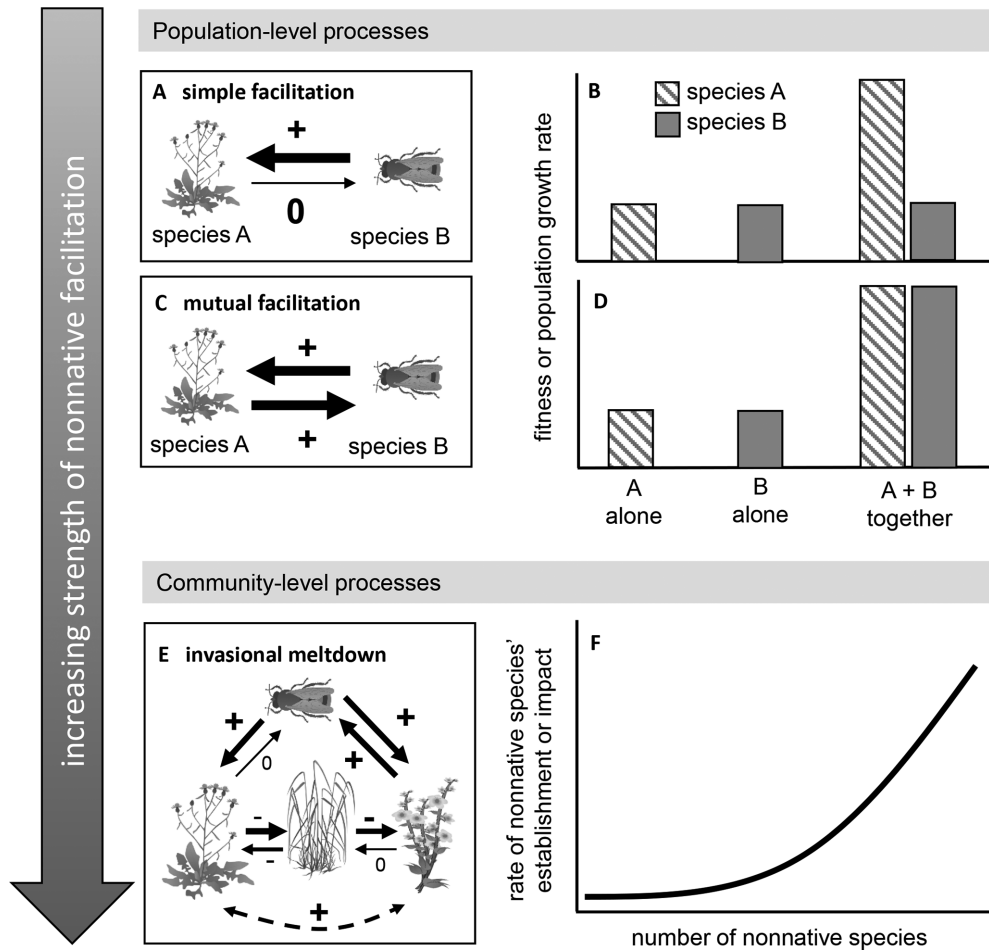 increasing strength of nonnative facilitation
Population-level processes
A simple facilitation
+
0
species A
species B
B
species A
species B
C mutual facilitation
+
+
species A
species B
D
fitness or population growth rate
A
alone
B
alone
A + B
together
Community-level processes
E invasional meltdown
+
0
+
+
-
-
-
0
+
F
rate of nonnative species’
establishment or impact
number of nonnative species